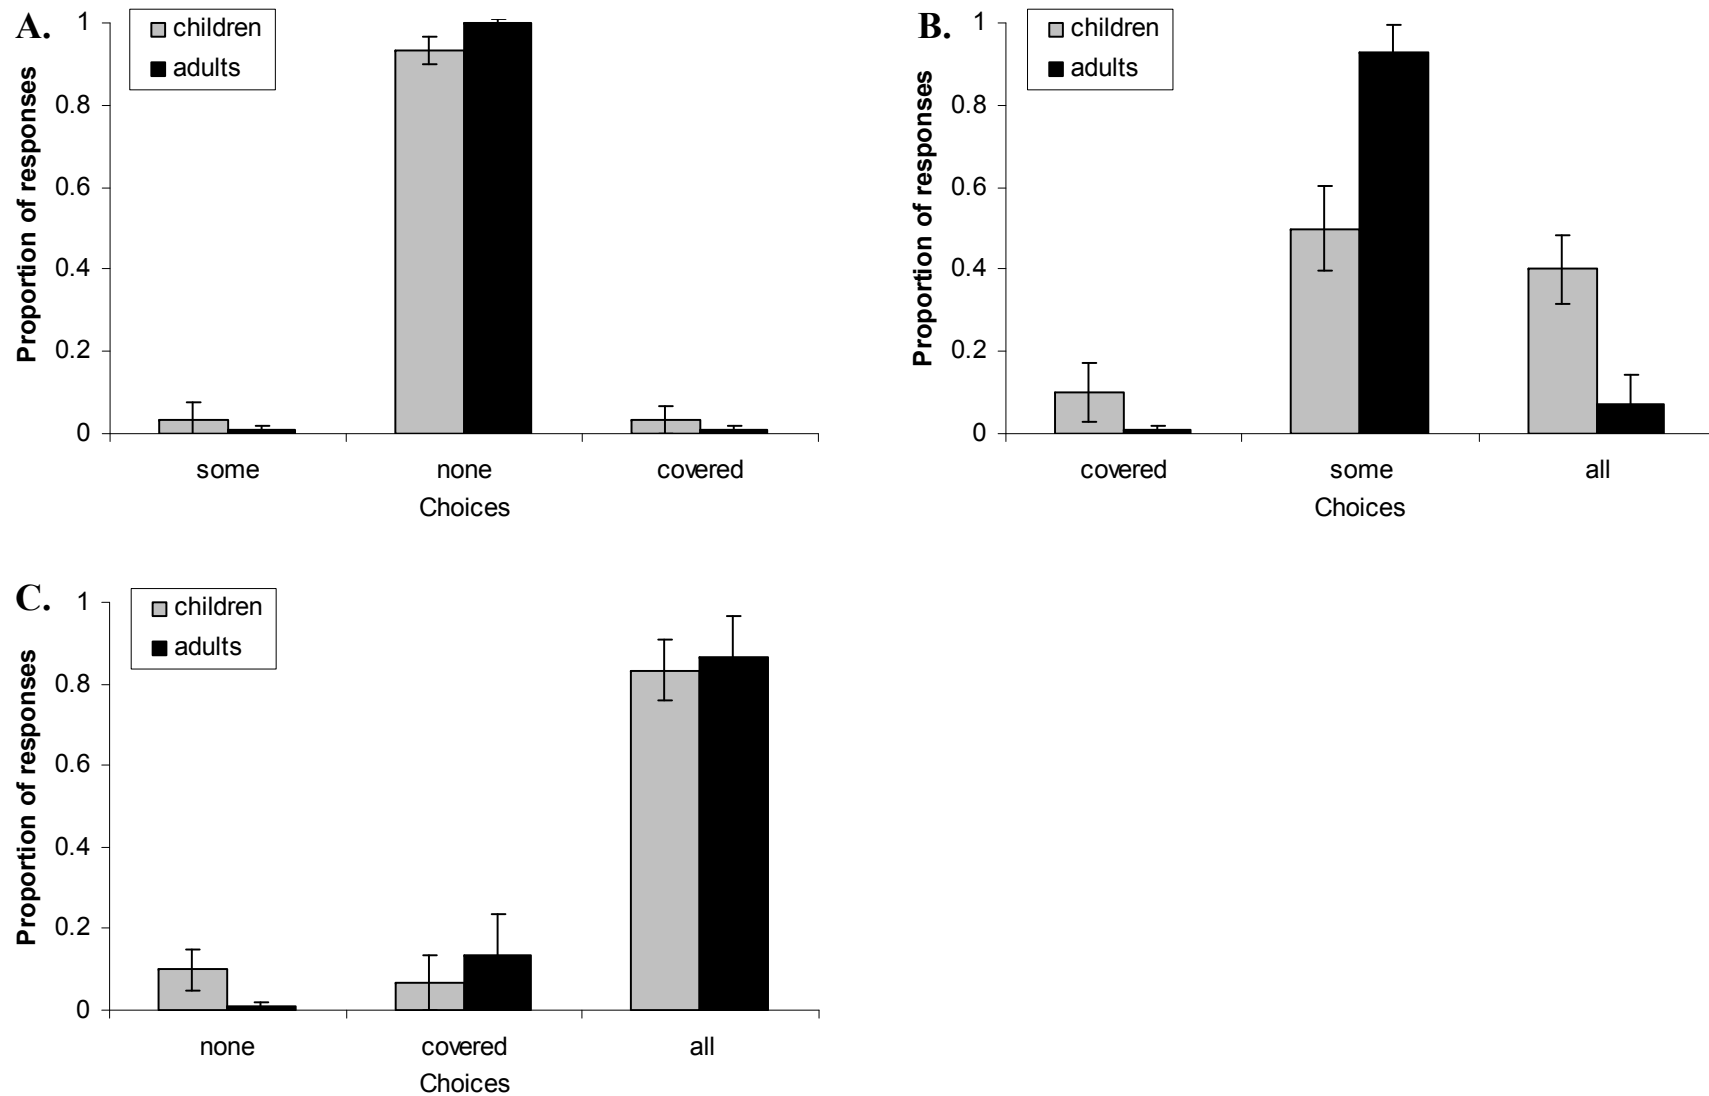 A.
children
adults
Proportion of responses
1
0.8
0.6
0.4
0.2
0
some none covered
Choices
B.
children
adults
Proportion of responses
1
0.8
0.6
0.4
0.2
0
covered some all
Choices
C.
children
adults
Proportion of responses
1
0.8
0.6
0.4
0.2
0
none covered all
Choices